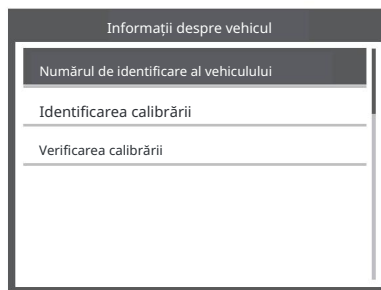 Informații despre vehicul
Numărul de identificare al vehiculului
Identificarea calibrării
Verificarea calibrării